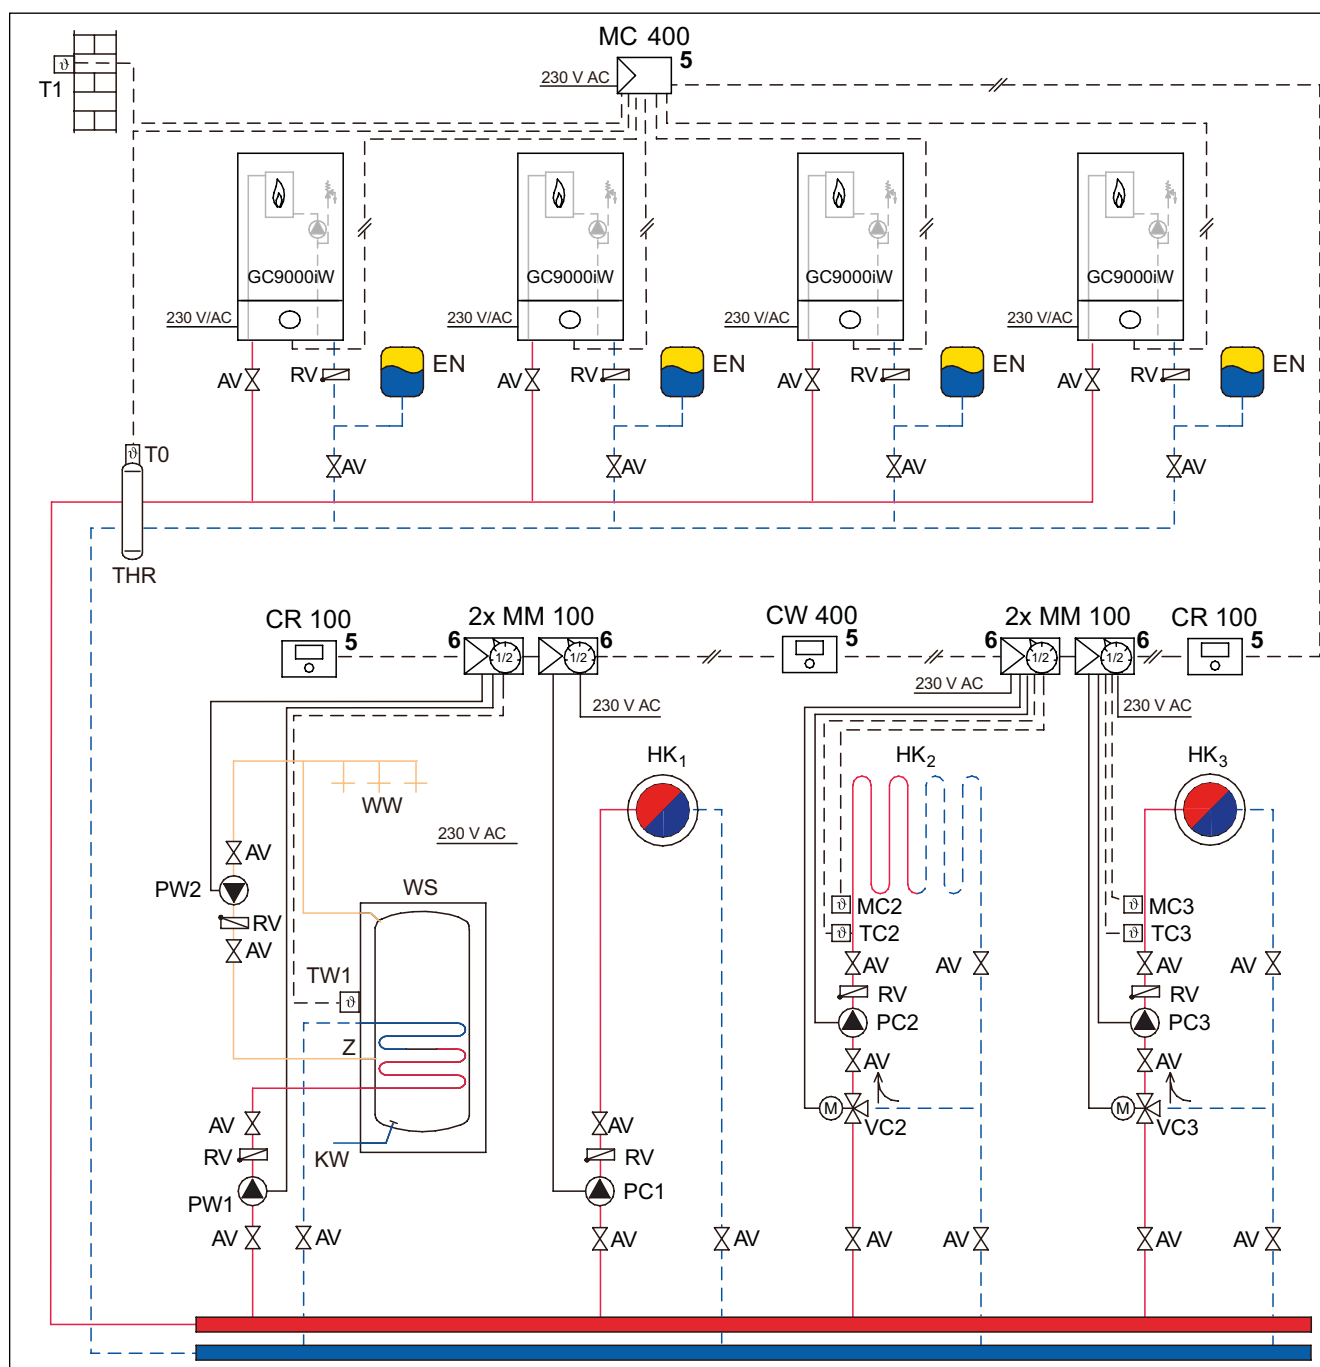 MC 400
5
230 V AC
ϑ
T1
GC9000iW
GC9000iW
GC9000iW
GC9000iW
230 V/AC
230 V/AC
230 V/AC
230 V/AC
AV
RV
EN
AV
RV
EN
AV
RV
EN
AV
RV
EN
ϑ
T0
AV
AV
AV
AV
THR
CR 100
5
2x MM 100
6
6
1/2
1/2
CW 400
5
2x MM 100
6
6
1/2
1/2
CR 100
5
230 V AC
230 V AC
230 V AC
HK1
HK2
HK3
WW
230 V AC
AV
PW2
WS
RV
AV
ϑ
MC2
ϑ
MC3
ϑ
TC2
ϑ
TC3
TW1
ϑ
AV
AV
AV
AV
RV
RV
PC2
PC3
Z
AV
AV
M
VC2
M
VC3
AV
AV
RV
KW
RV
PW1
PC1
AV
AV
AV
AV
AV
AV
AV
AV